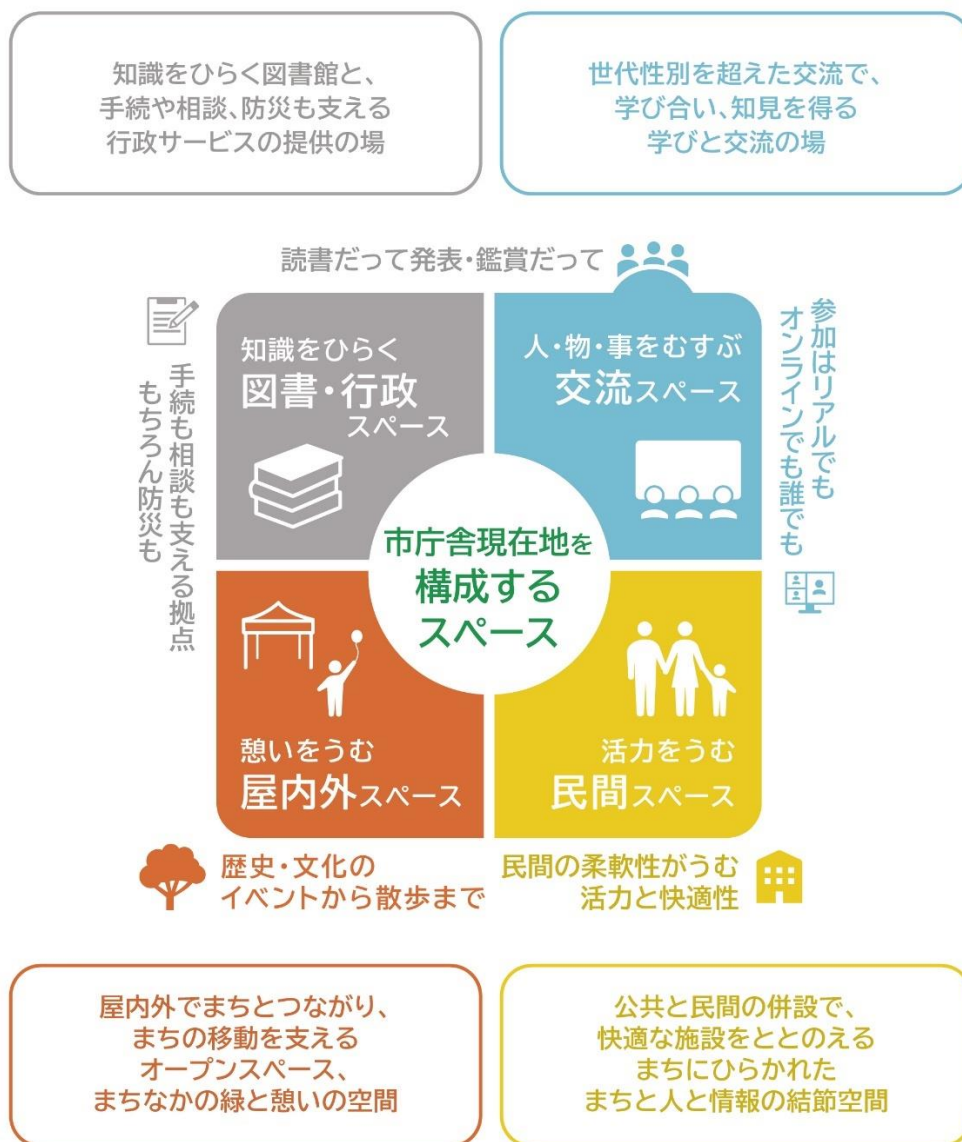 知識をひらく図書館と、
手続や相談、防災も支える
行政サービスの提供の場
世代性別を超えた交流で、
学び合い、知見を得る
学びと交流の場
読書だって発表・鑑賞だって
手続も相談も支える拠点
もちろん防災も
知識をひらく
図書・行政
スペース
人・物・事をむすぶ
交流スペース
参加はリアルでも
オンラインでも誰でも
市庁舎現在地を
構成する
スペース
憩いをうむ
屋内外スペース
活力をうむ
民間スペース
歴史・文化の
イベントから散歩まで
民間の柔軟性がうむ
活力と快適性
屋内外でまちとつながり、
まちの移動を支える
オープンスペース、
まちなかの緑と憩いの空間
公共と民間の併設で、
快適な施設をととのえる
まちにひらかれた
まちと人と情報の結節空間